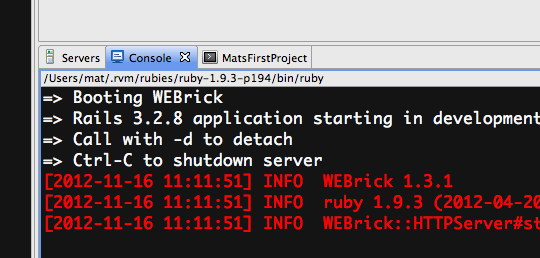 Servers Console MatsFirstProject
/Users/mat/.rvm/rubies/ruby-1.9.3-p194/bin/ruby
=> Booting WEBrick
=> Rails 3.2.8 application starting in development
=> Call with -d to detach
=> Ctrl-C to shutdown server
[2012-11-16 11:11:51] INFO  WEBrick 1.3.1
[2012-11-16 11:11:51] INFO  ruby 1.9.3 (2012-04-20
[2012-11-16 11:11:51] INFO  WEBrick::HTTPServer#st